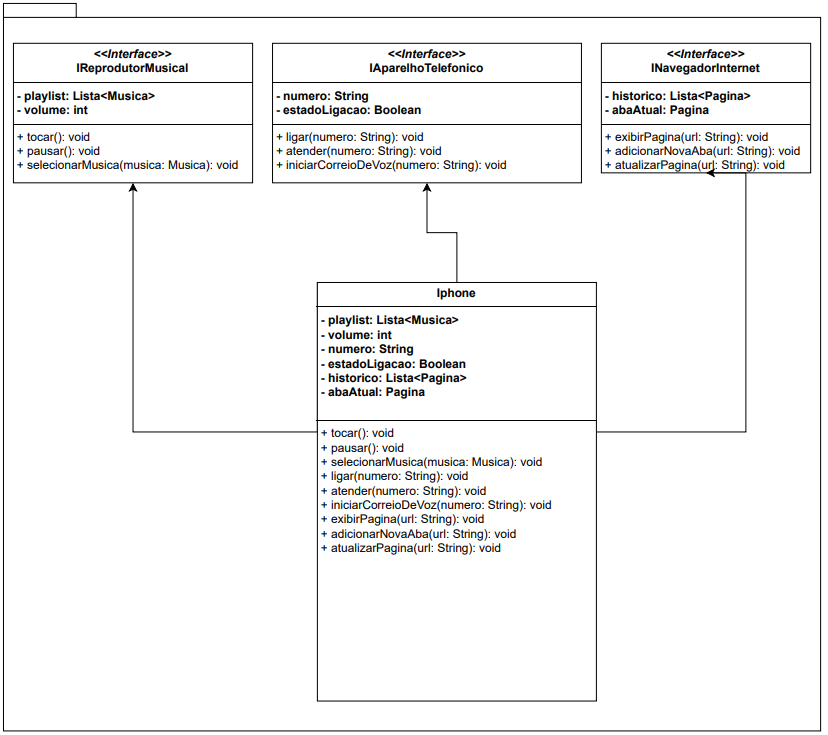 <<Interface>>
IReprodutorMusical
- playlist: Lista<Musica>
- volume: int
+ tocar(): void
+ pausar(): void
+ selecionarMusica(musica: Musica): void
<<Interface>>
IAparelhoTelefonico
- numero: String
- estadoLigacao: Boolean
+ ligar(numero: String): void
+ atender(numero: String): void
+ iniciarCorreioDeVoz(numero: String): void
<<Interface>>
INavegadorInternet
- historico: Lista<Pagina>
- abaAtual: Pagina
+ exibirPagina(url: String): void
+ adicionarNovaAba(url: String): void
+ atualizarPagina(url: String): void
Iphone
- playlist: Lista<Musica>
- volume: int
- numero: String
- estadoLigacao: Boolean
- historico: Lista<Pagina>
- abaAtual: Pagina
+ tocar(): void
+ pausar(): void
+ selecionarMusica(musica: Musica): void
+ ligar(numero: String): void
+ atender(numero: String): void
+ iniciarCorreioDeVoz(numero: String): void
+ exibirPagina(url: String): void
+ adicionarNovaAba(url: String): void
+ atualizarPagina(url: String): void